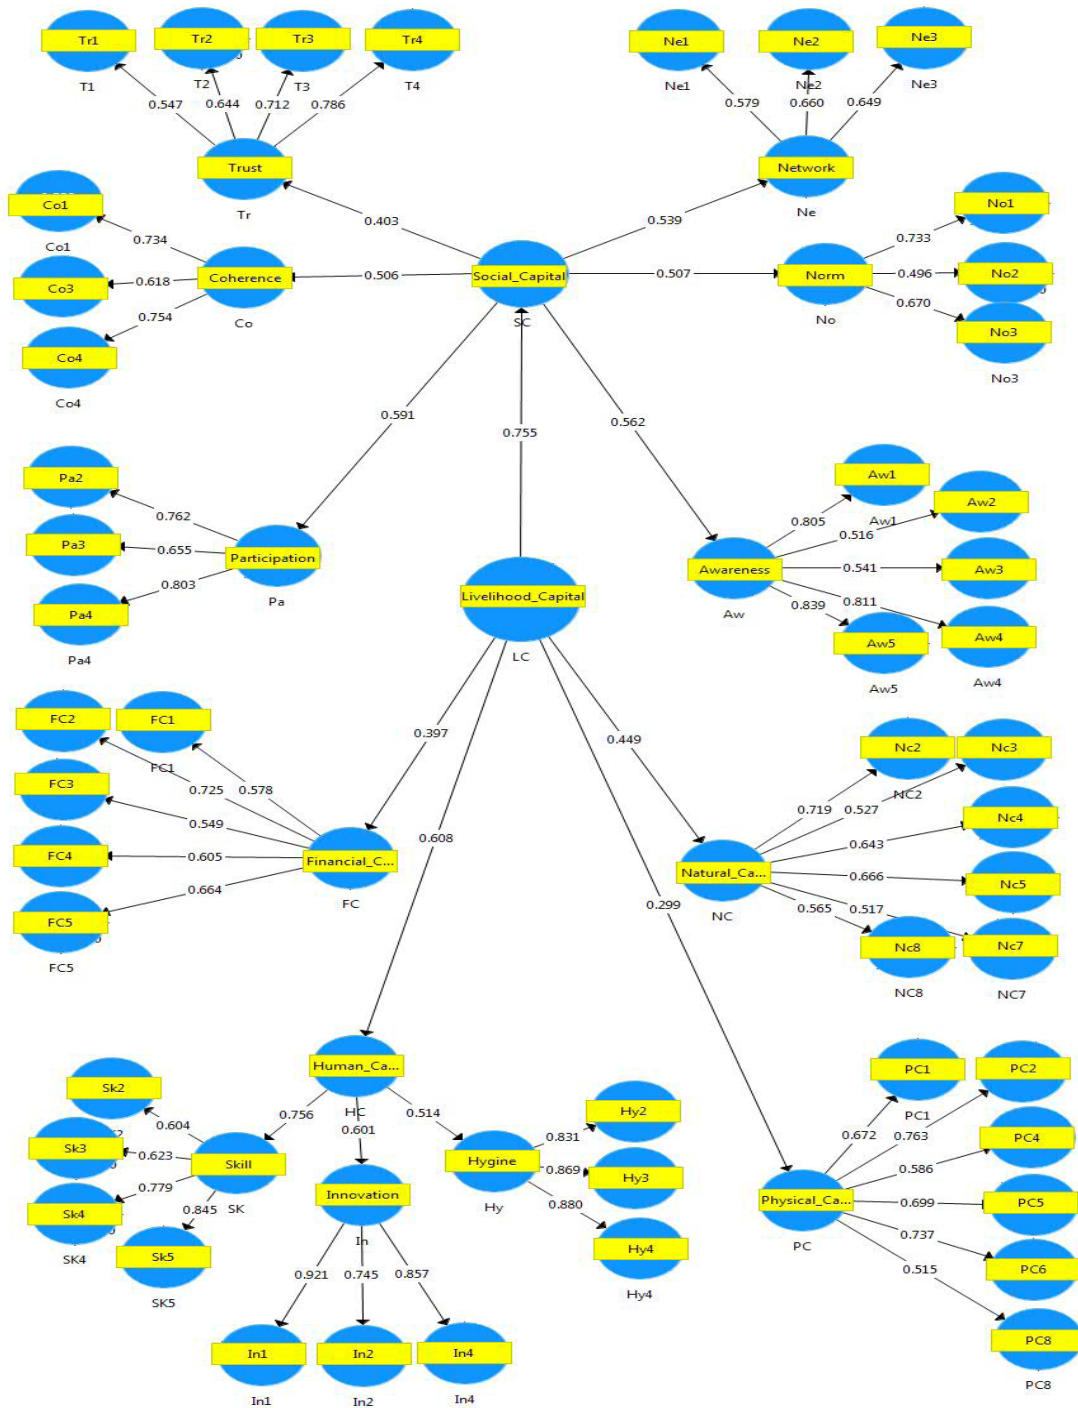 Tr1
Tr2
Tr3
Tr4
T1
T2
T3
T4
0.547
0.644
0.712
0.786
Trust
Tr
Ne1
Ne2
Ne3
Ne1
Ne2
Ne3
0.579
0.660
0.649
Network
Ne
0.403
0.539
Co1
Co1
Co3
Co4
Co4
0.734
0.618
0.754
Coherence
Co
0.506
Social_Capital
SC
0.507
Norm
No
0.733
0.496
0.670
No1
No2
No3
No3
0.591
0.755
0.562
Pa2
Pa3
Pa4
Pa4
0.762
0.655
0.803
Participation
Pa
Livelihood_Capital
LC
Awareness
Aw
0.805
0.516
0.541
0.811
0.839
Aw1
Aw1
Aw2
Aw3
Aw4
Aw4
Aw5
Aw5
FC2
FC1
FC1
FC3
FC4
FC5
FC5
0.578
0.725
0.549
0.605
0.664
Financial_C...
FC
0.397
0.608
0.449
0.299
Natural_Ca...
NC
0.719
0.527
0.643
0.666
0.517
0.565
Nc2
NC2
Nc3
Nc4
Nc5
Nc7
NC7
Nc8
NC8
Human_Ca...
HC
0.756
0.601
0.514
Sk2
Sk3
Sk4
SK4
Sk5
SK5
0.604
0.623
0.779
0.845
Skill
SK
Innovation
In
0.921
0.745
0.857
In1
In2
In4
In1
In2
In4
Hygine
Hy
0.831
0.869
0.880
Hy2
Hy3
Hy4
Hy4
Physical_Ca...
PC
0.672
0.763
0.586
0.699
0.737
0.515
PC1
PC1
PC2
PC4
PC5
PC6
PC8
PC8